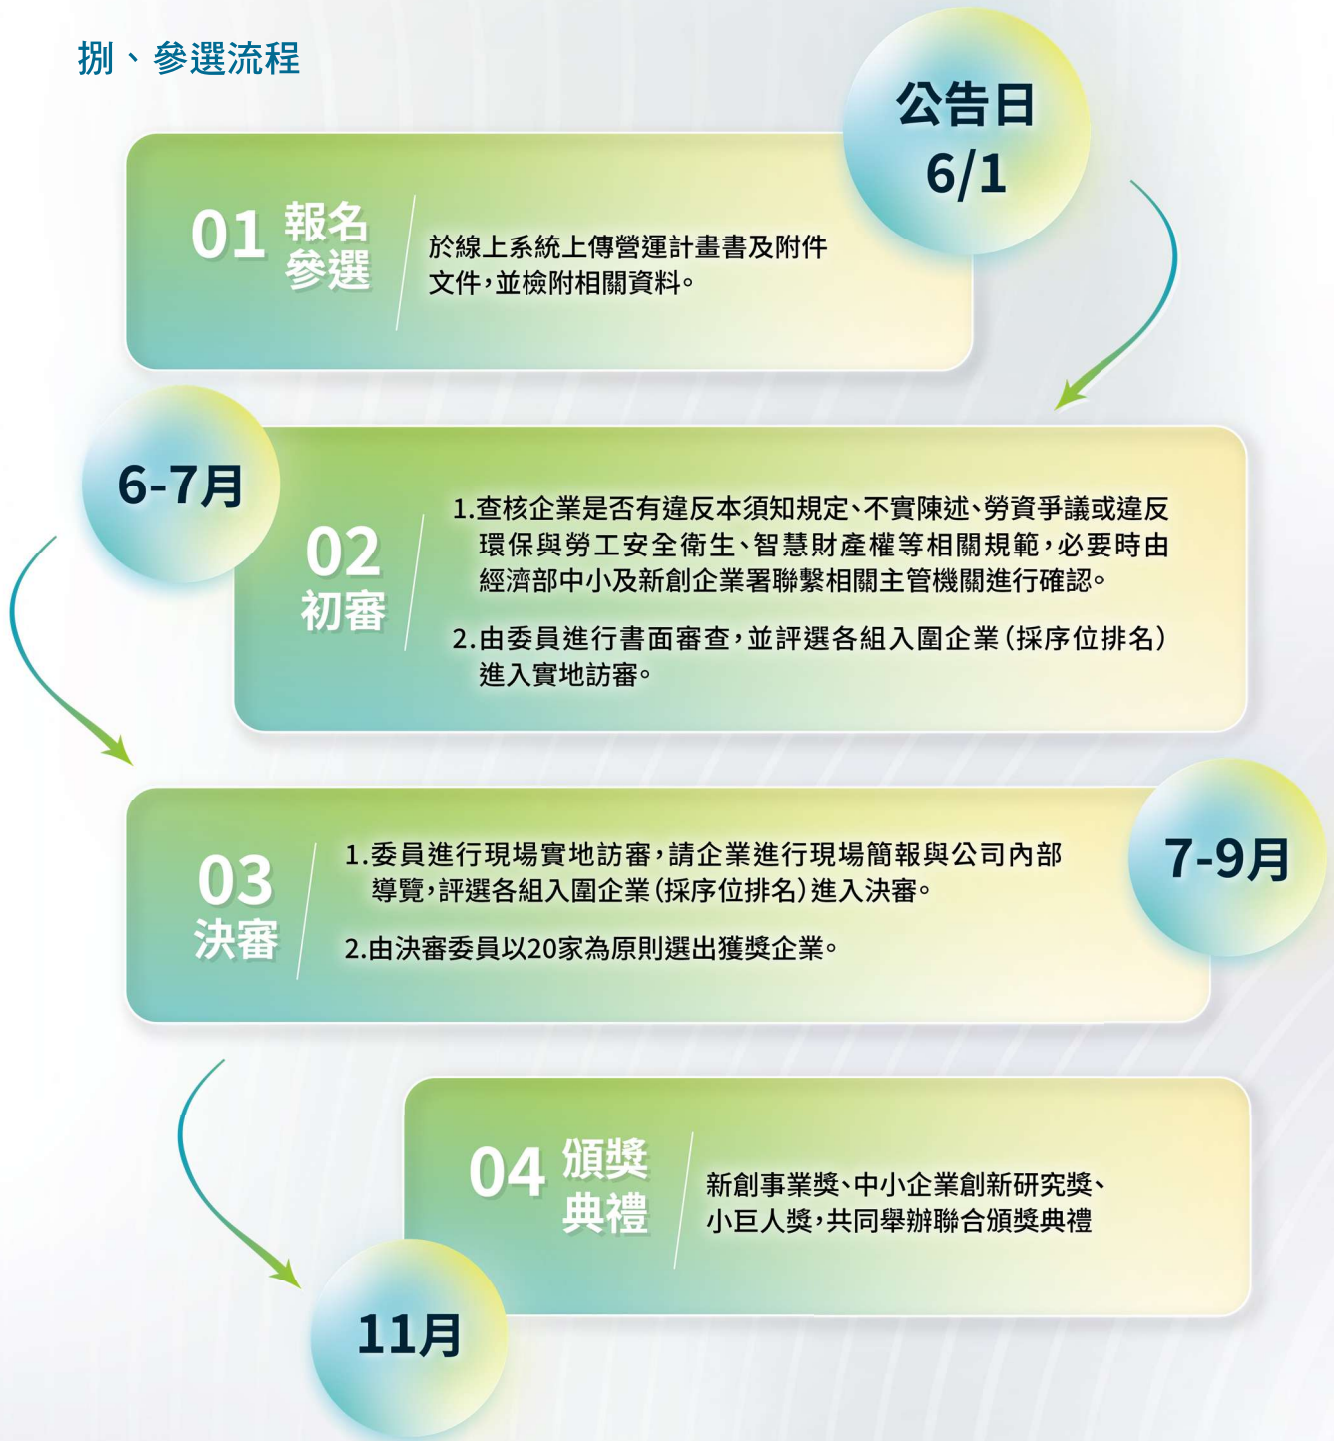 捌、參選流程
公告日
6/1
01 報名
參選
於線上系統上傳營運計畫書及附件
文件,並檢附相關資料。
6-7月
02
初審
1.查核企業是否有違反本須知規定、不實陳述、勞資爭議或違反
環保與勞工安全衛生、智慧財產權等相關規範,必要時由
經濟部中小及新創企業署聯繫相關主管機關進行確認。
2.由委員進行書面審查,並評選各組入圍企業(採序位排名)
進入實地訪審。
7-9月
03
決審
1.委員進行現場實地訪審,請企業進行現場簡報與公司內部
導覽,評選各組入圍企業(採序位排名)進入決審。
2.由決審委員以20家為原則選出獲獎企業。
04 頒獎
典禮
新創事業獎、中小企業創新研究獎、
小巨人獎,共同舉辦聯合頒獎典禮
11月